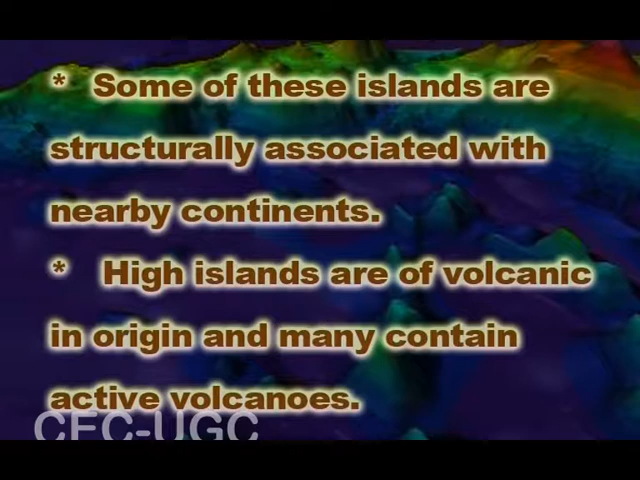 * Some of these islands are
structurally associated with
nearby continents.
* High islands are of volcanic
in origin and many contain
active volcanoes.
CEC-UGC